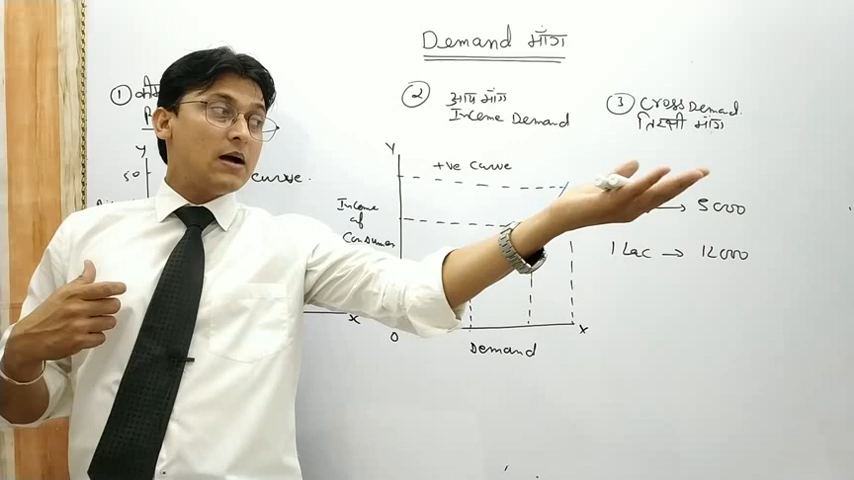 Demand माँग
①
curve.
Y
50
X
② आय माँग
Income Demand
Y
+ve curve
Income
of
Consumer
0
X
Demand
③ Cross Demand.
तिरछी माँग
→ 5000
1 Lac → 12000